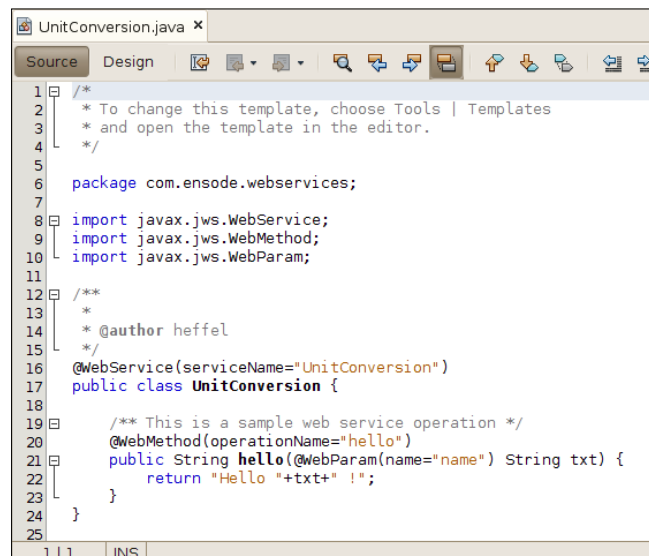 UnitConversion.java ×
Source Design
1 /*
2  * To change this template, choose Tools | Templates
3  * and open the template in the editor.
4  */
5
6 package com.ensode.webservices;
7
8 import javax.jws.WebService;
9 import javax.jws.WebMethod;
10 import javax.jws.WebParam;
11
12 /**
13  *
14  * @author heffel
15  */
16 @WebService(serviceName="UnitConversion")
17 public class UnitConversion {
18
19     /** This is a sample web service operation */
20     @WebMethod(operationName="hello")
21     public String hello(@WebParam(name="name") String txt) {
22         return "Hello "+txt+" !";
23     }
24 }
25
1 | 1 INS